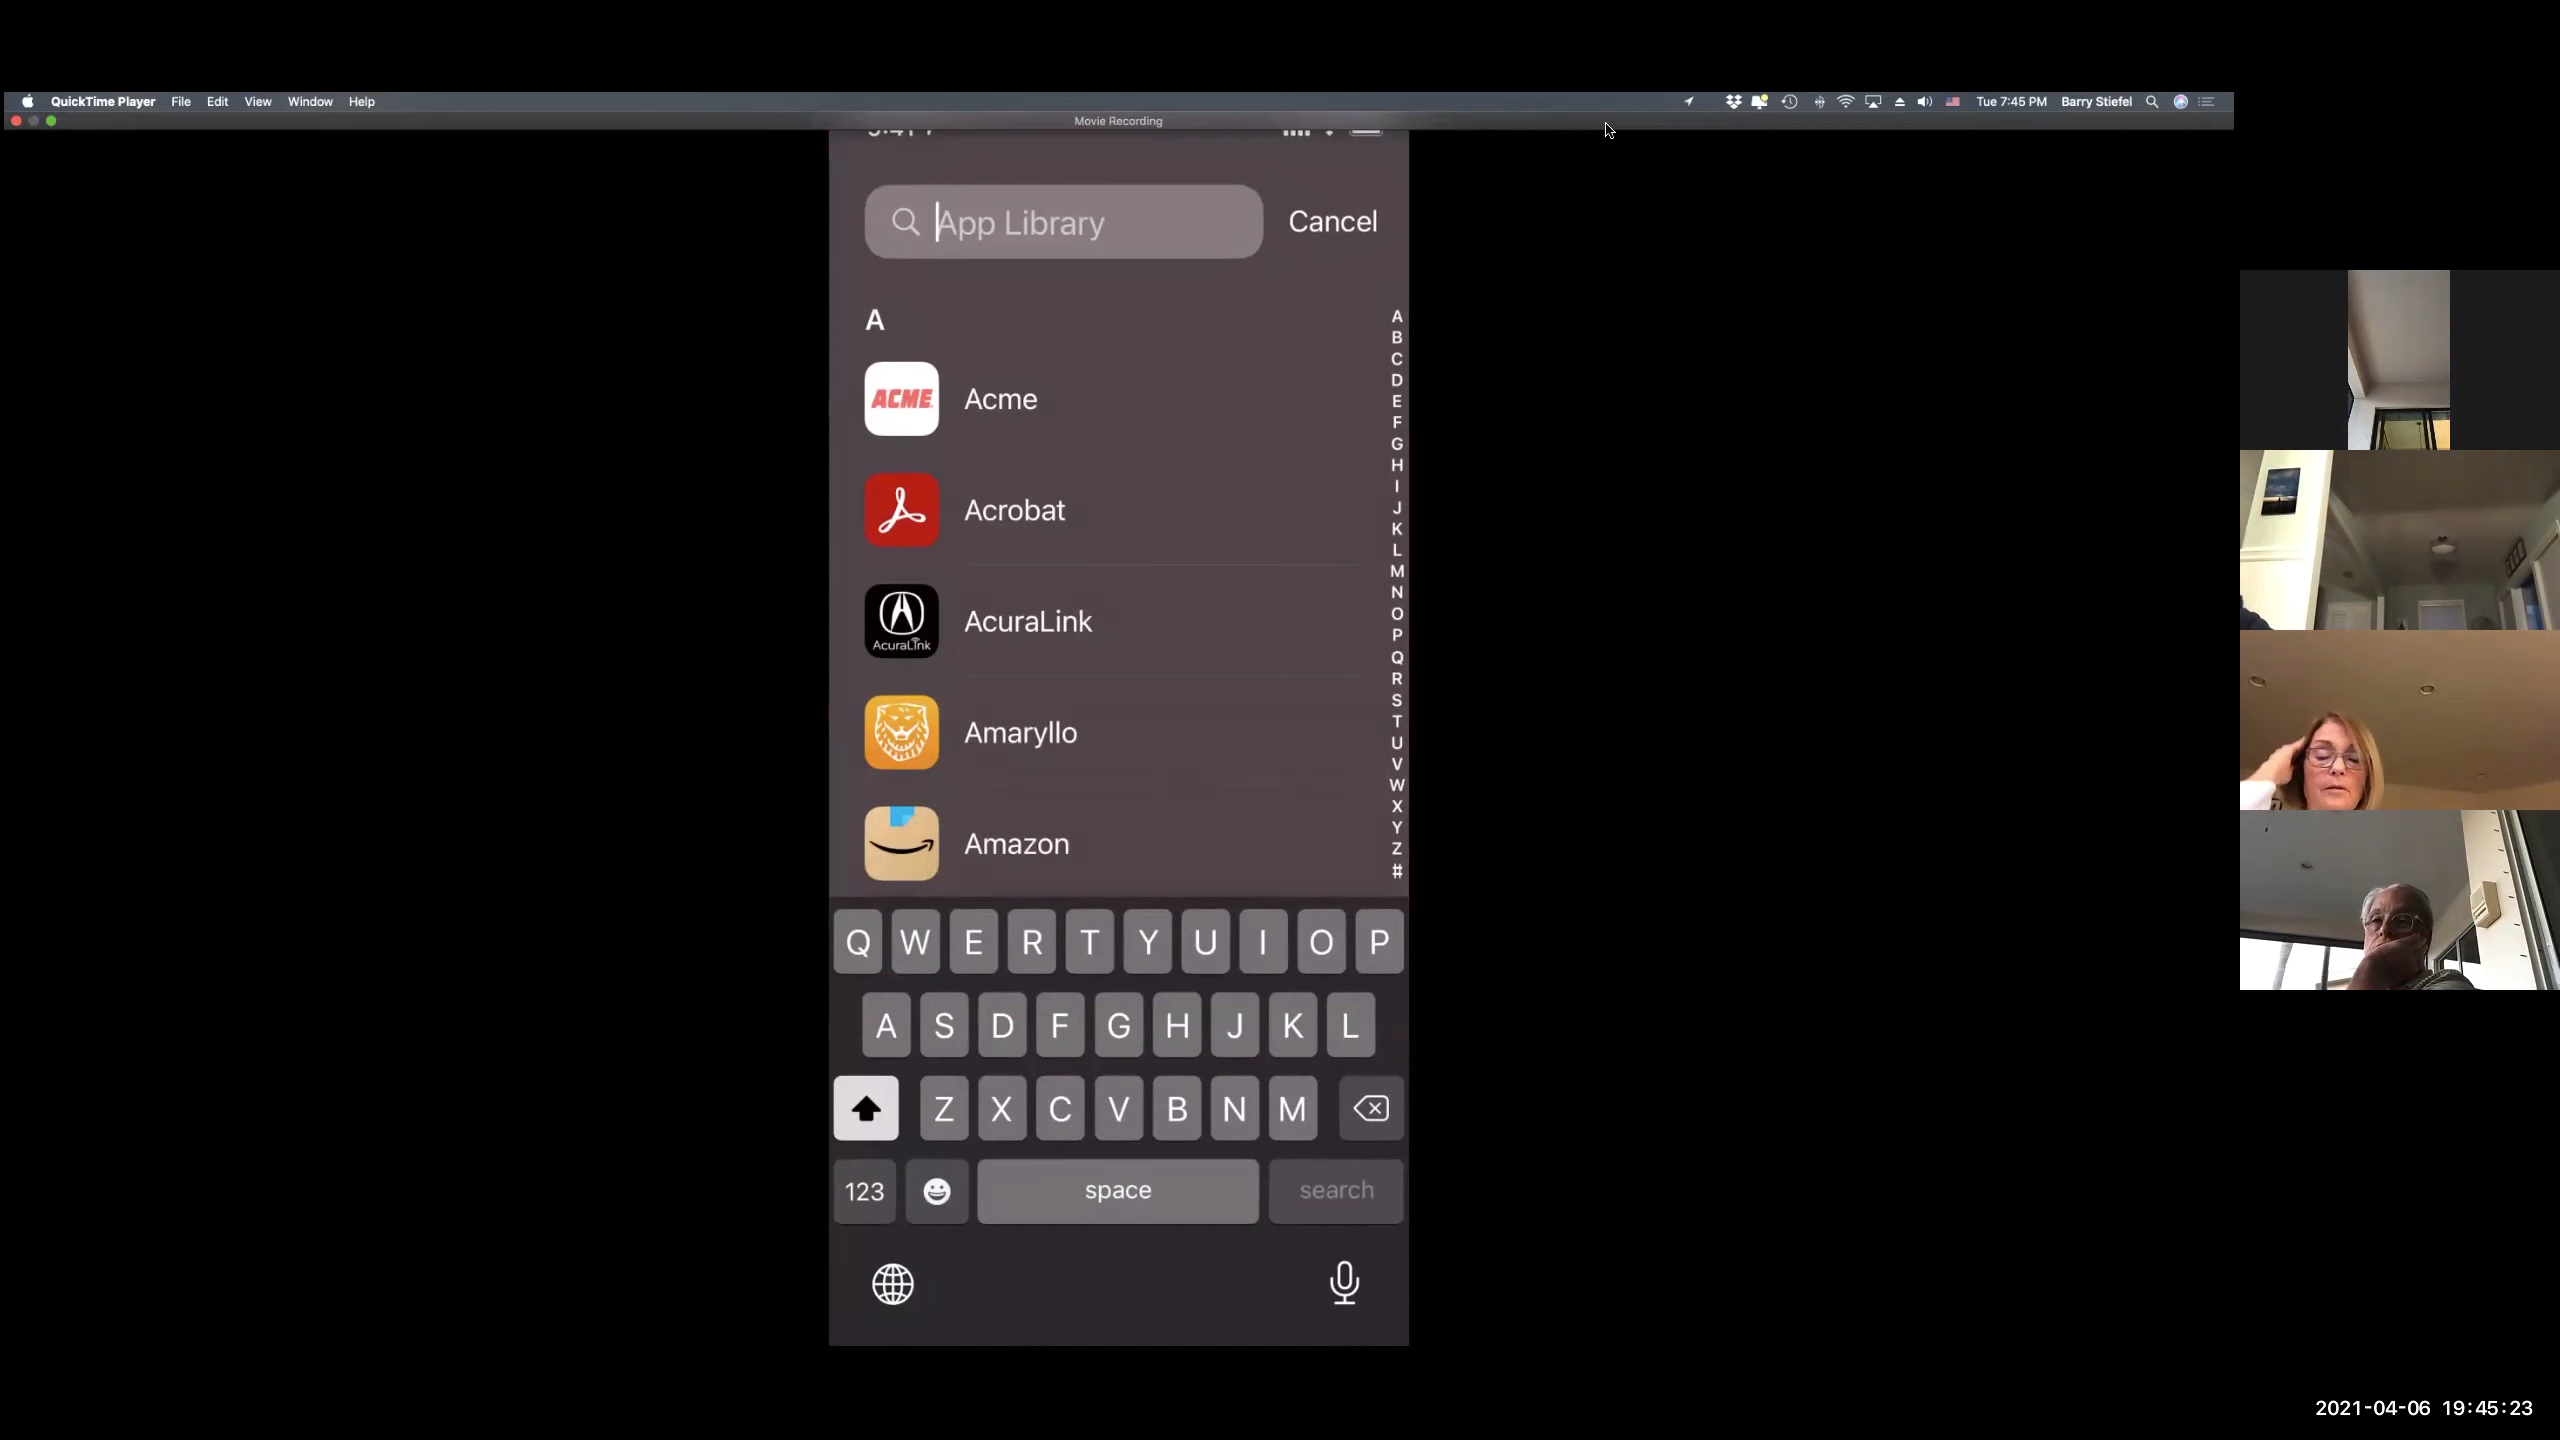 QuickTime Player File Edit View Window Help Tue 7:45 PM Barry Stiefel
Movie Recording
App Library Cancel
A
ACME Acme
Acrobat
AcuraLink AcuraLink
Amaryllo
Amazon
A
B
C
D
E
F
G
H
I
J
K
L
M
N
O
P
Q
R
S
T
U
V
W
X
Y
Z
#
Q W E R T Y U I O P
A S D F G H J K L
Z X C V B N M
123 space search
2021-04-06 19:45:23